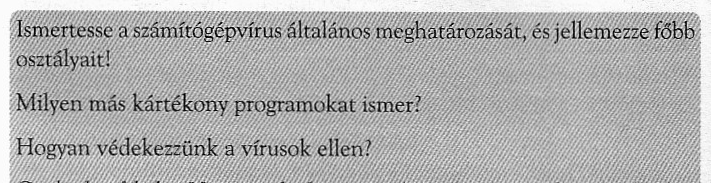 Ismertesse a számítógépvírus általános meghatározását, és jellemezze főbb
osztályait!
Milyen más kártékony programokat ismer?
Hogyan védekezzünk a vírusok ellen?